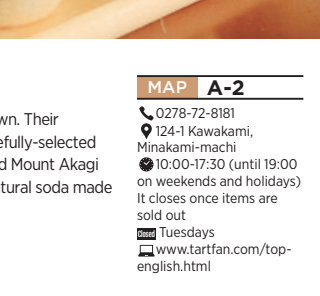 MAP A-2
wn. Their
efully-selected
d Mount Akagi
tural soda made
0278-72-8181
124-1 Kawakami,
Minakami-machi
10:00-17:30 (until 19:00
on weekends and holidays)
It closes once items are
sold out
Closed Tuesdays
www.tartfan.com/top-
english.html